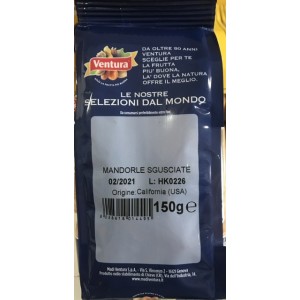 Ventura
DA OLTRE 80 ANNI
VENTURA
SCEGLIE PER TE
LA FRUTTA
PIU' BUONA,
LA' DOVE LA NATURA
OFFRE IL MEGLIO.
LE NOSTRE
SELEZIONI DAL MONDO
MANDORLE SGUSCIATE
02/2021 L: HK0226
Origine: California (USA)
150g e